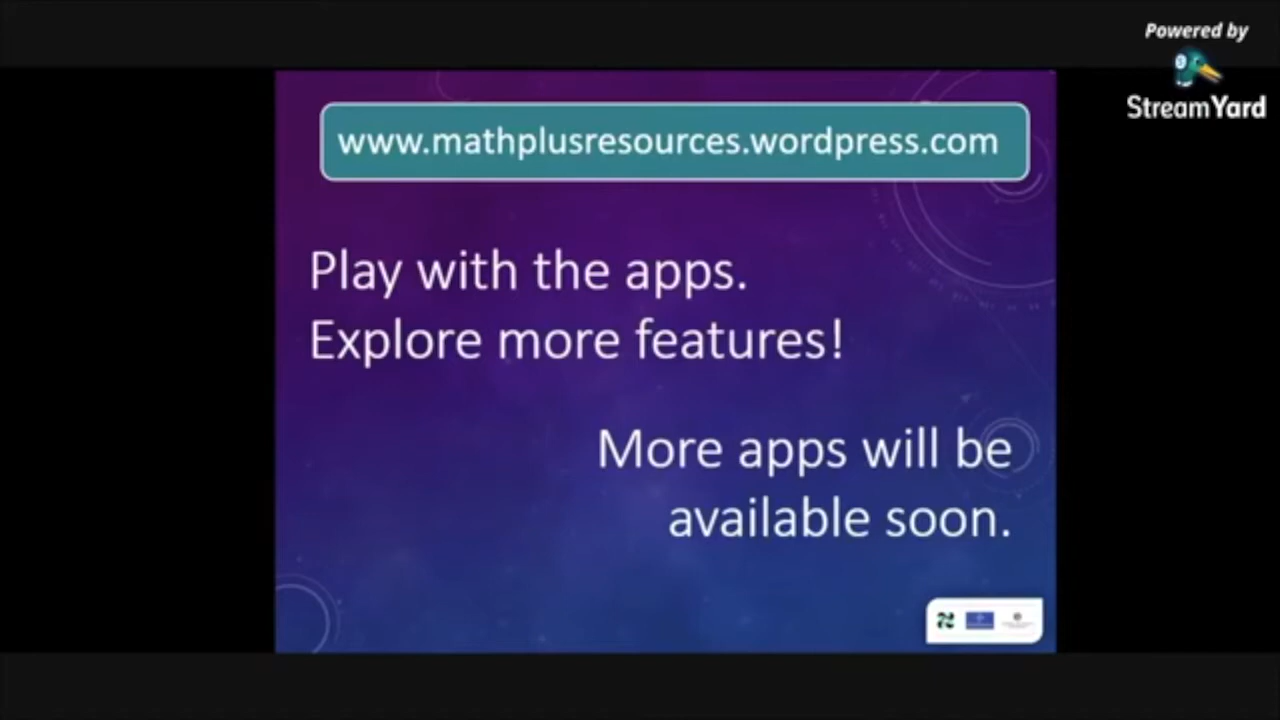 Powered by
StreamYard
www.mathplusresources.wordpress.com
Play with the apps.
Explore more features!
More apps will be
available soon.